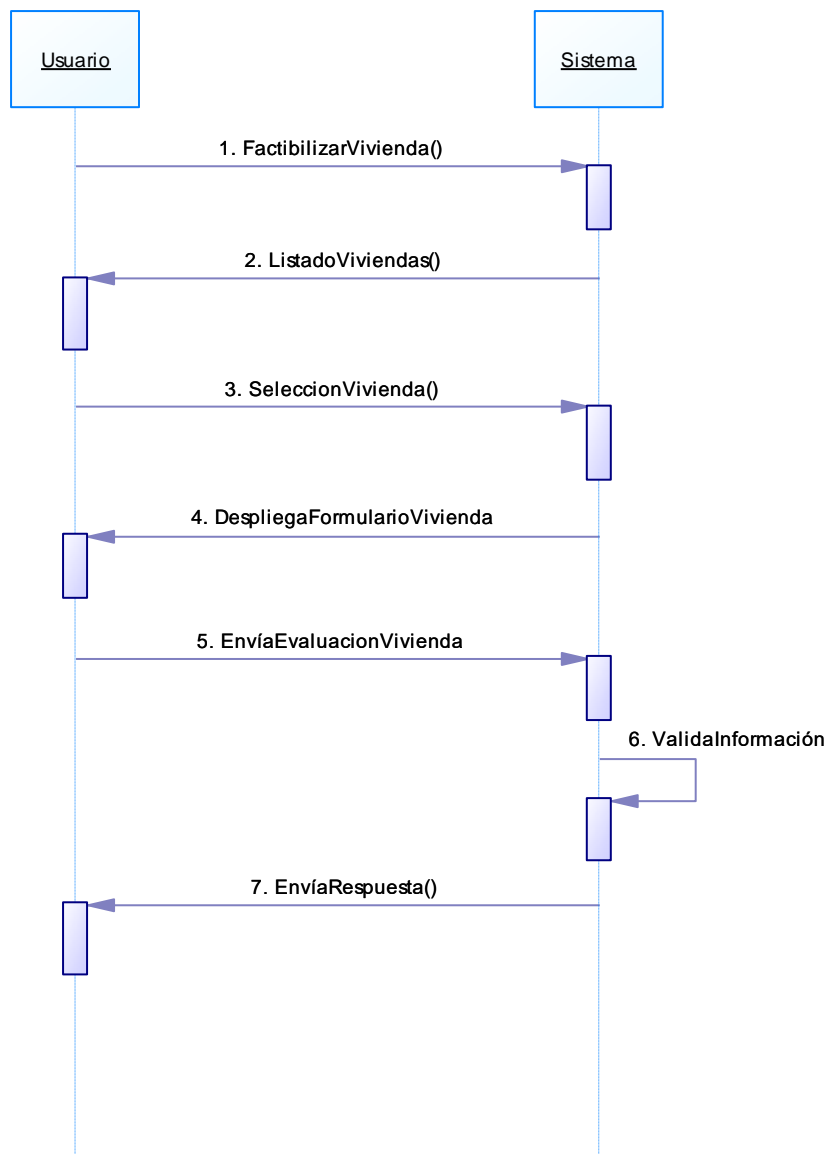 Usuario
Sistema
1. FactibilizarVivienda()
2. ListadoViviendas()
3. SeleccionVivienda()
4. DespliegaFormularioVivienda
5. EnvíaEvaluacionVivienda
6. ValidaInformación
7. EnvíaRespuesta()